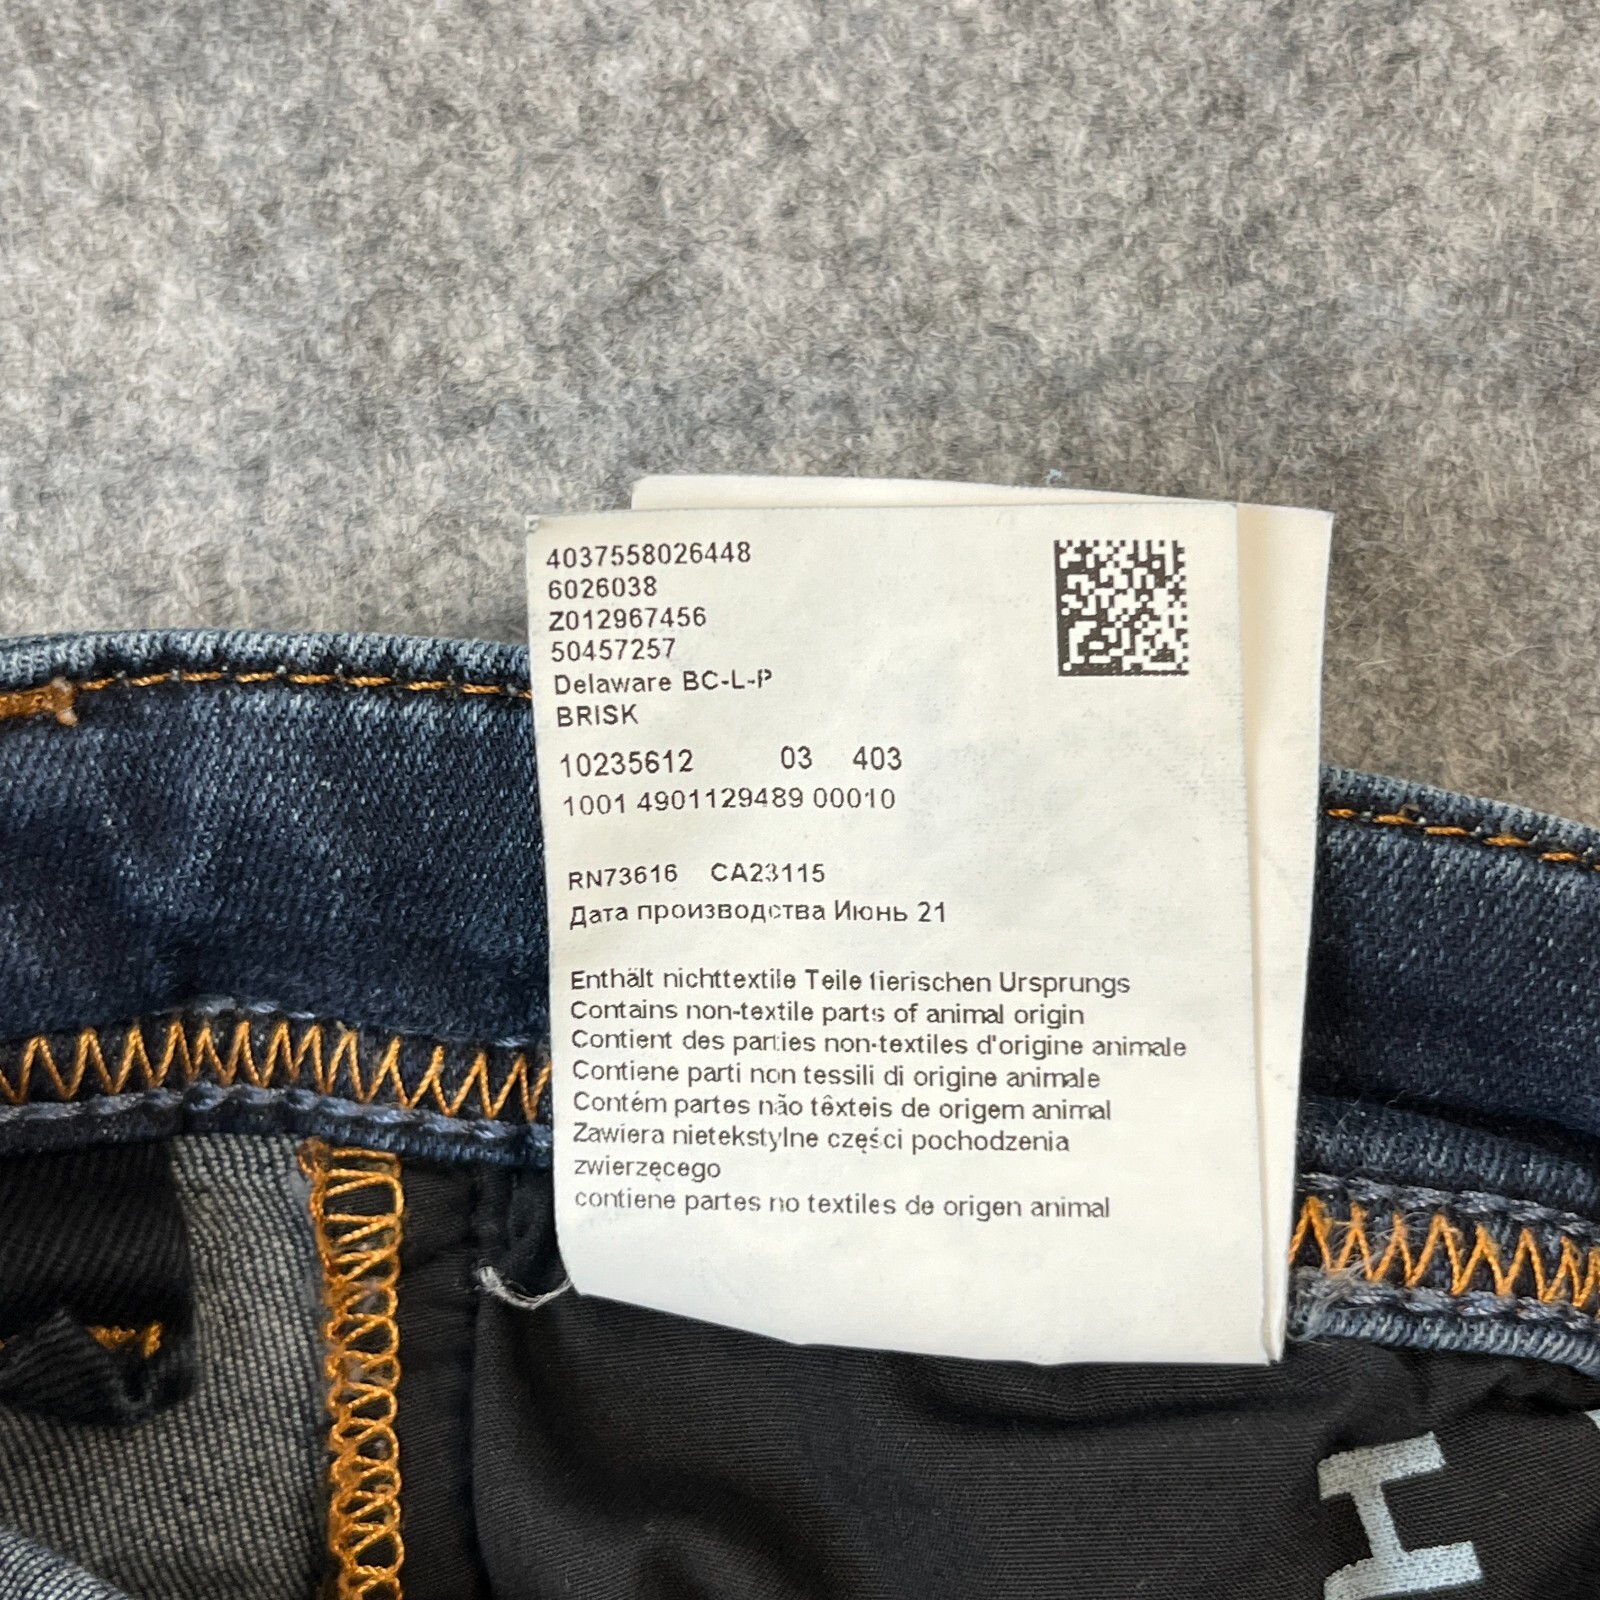 4037558026448
6026038
Z012967456
50457257
Delaware BC-L-P
BRISK
10235612 03 403
1001 4901129489 00010
RN73616 CA23115
Дата производства Июнь 21
Enthält nichttextile Teile tierischen Ursprungs
Contains non-textile parts of animal origin
Contient des parties non-textiles d'origine animale
Contiene parti non tessili di origine animale
Contém partes não têxteis de origem animal
Zawiera nietekstylne części pochodzenia
zwierzęcego
contiene partes no textiles de origen animal
H